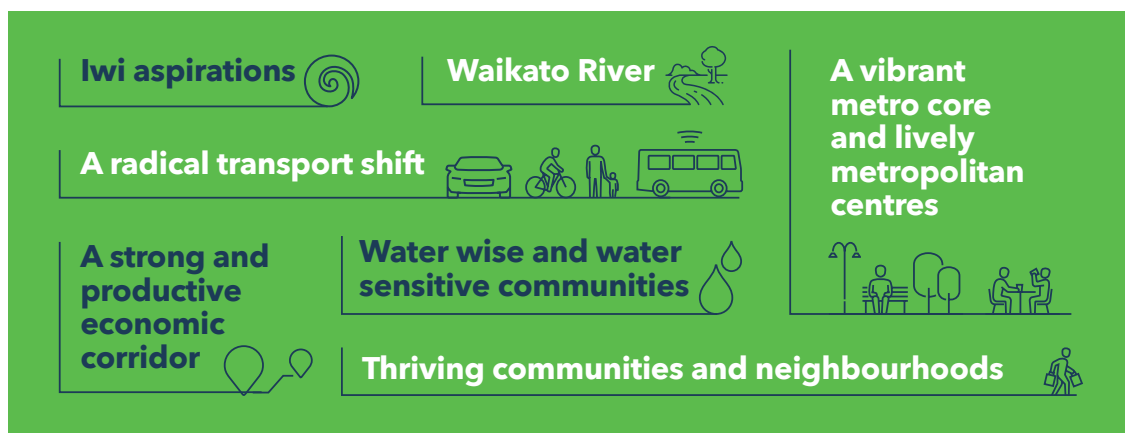 Iwi aspirations
Waikato River
A vibrant
metro core
and lively
metropolitan
centres
A radical transport shift
A strong and
productive
economic
corridor
Water wise and water
sensitive communities
Thriving communities and neighbourhoods